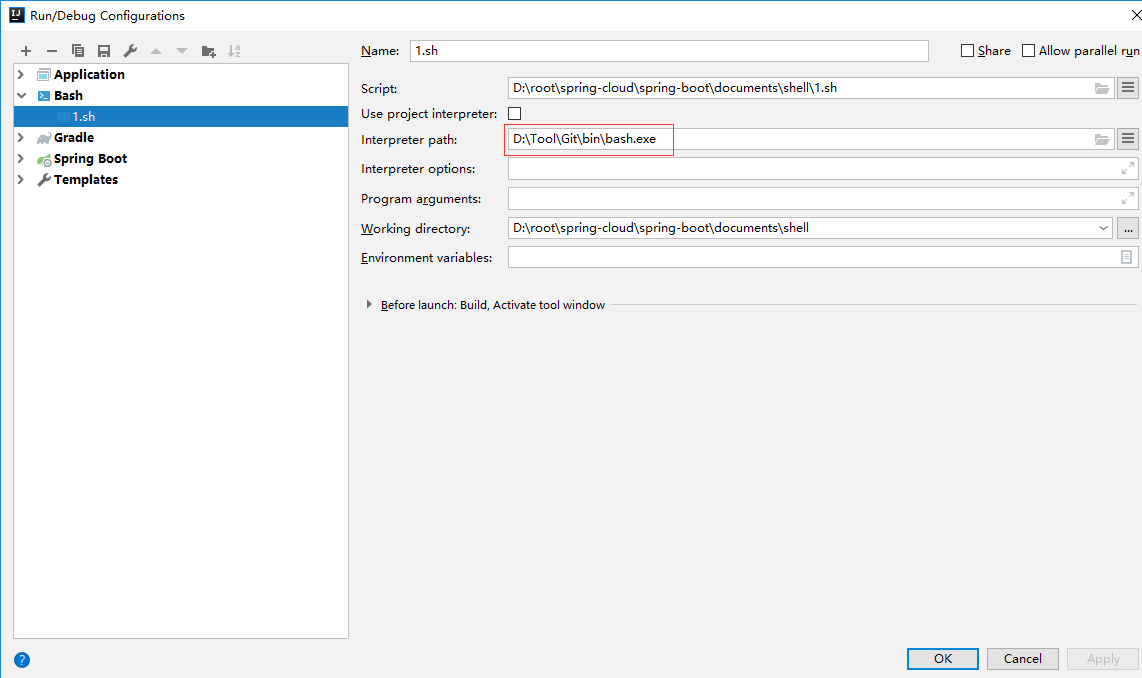 IJ Run/Debug Configurations
Name: 1.sh Share Allow parallel run
Application
Bash
1.sh
Gradle
Spring Boot
Templates
Script: D:\root\spring-cloud\spring-boot\documents\shell\1.sh
Use project interpreter:
Interpreter path: D:\Tool\Git\bin\bash.exe
Interpreter options:
Program arguments:
Working directory: D:\root\spring-cloud\spring-boot\documents\shell ...
Environment variables:
Before launch: Build, Activate tool window
? OK Cancel Apply